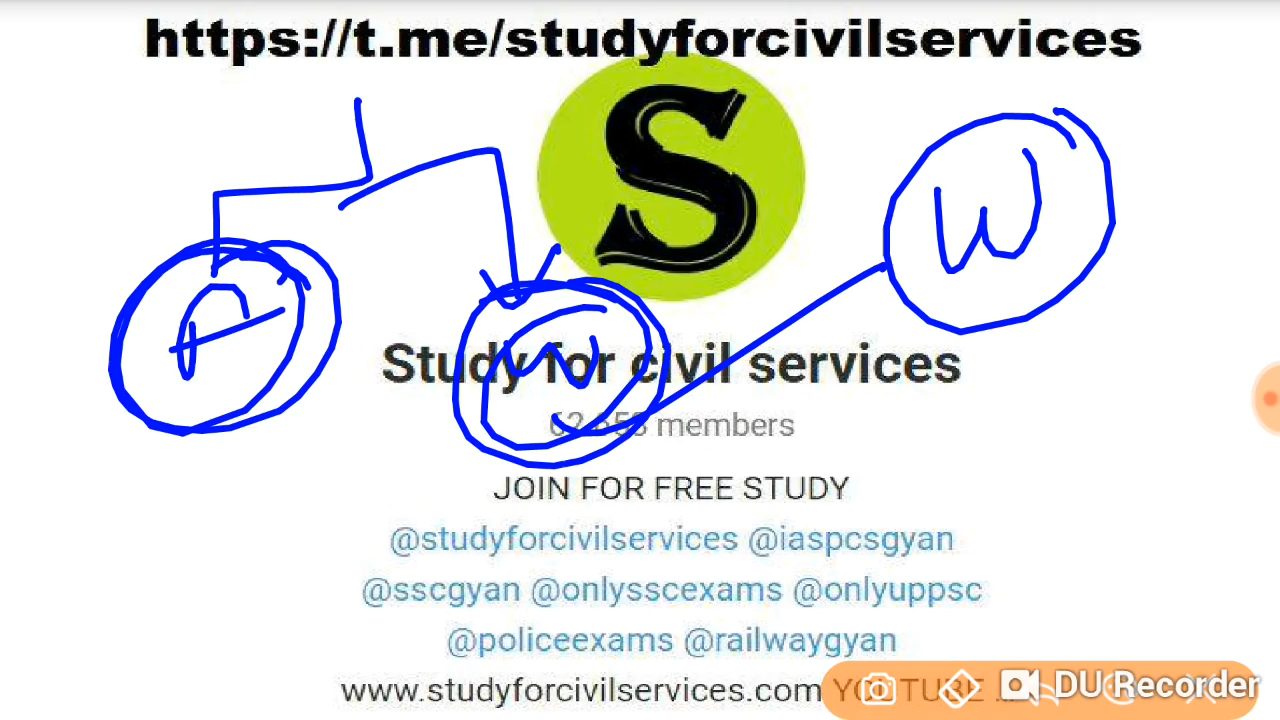 https://t.me/studyforcivilservices
S
W
Study for civil services
members
JOIN FOR FREE STUDY
@studyforcivilservices @iaspcsgyan
@sscgyan @onlysscexams @onlyuppsc
@policeexams @railwaygyan
www.studyforcivilservices.com YOUTUBE
DU Recorder